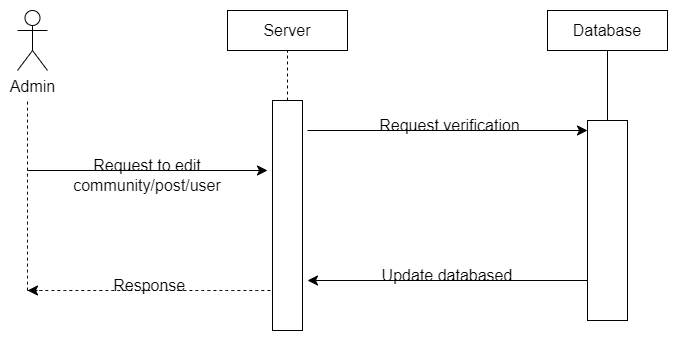 Server
Database
Admin
Request verification
Request to edit
community/post/user
Update databased
Response